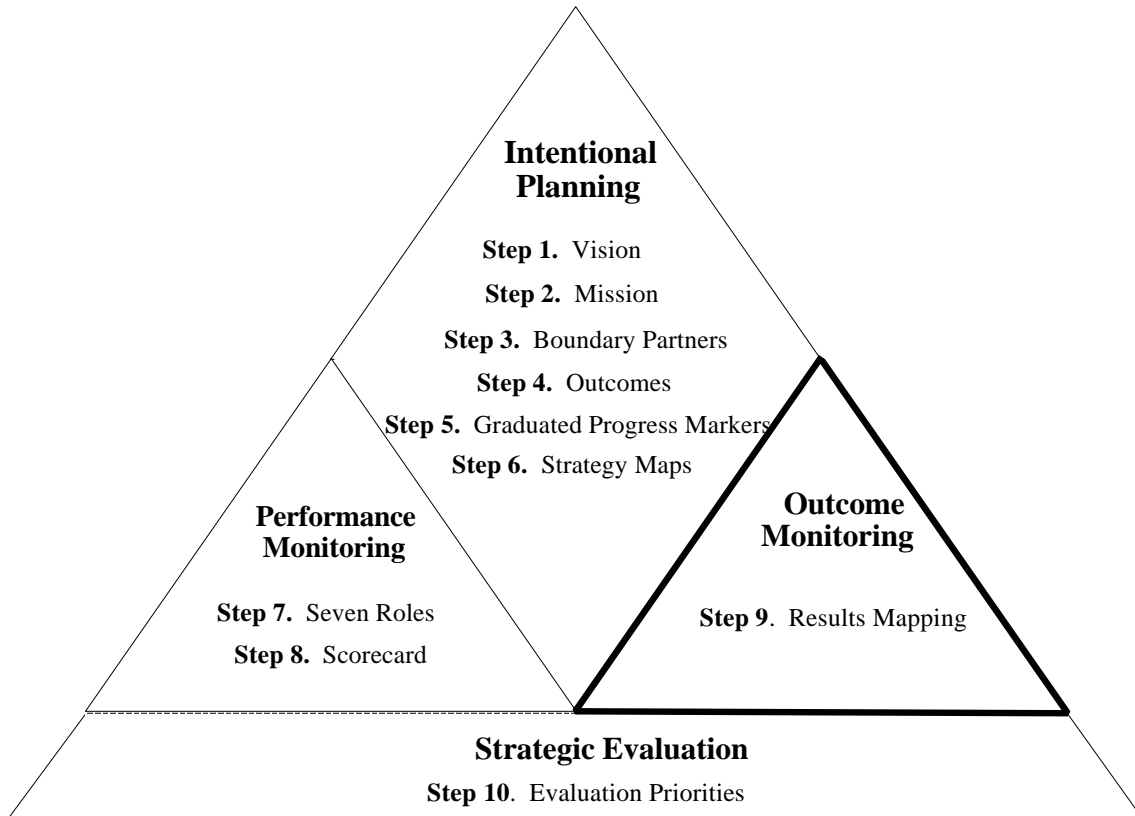 Intentional
Planning
Step 1. Vision
Step 2. Mission
Step 3. Boundary Partners
Step 4. Outcomes
Step 5. Graduated Progress Markers
Step 6. Strategy Maps
Performance
Monitoring
Step 7. Seven Roles
Step 8. Scorecard
Outcome
Monitoring
Step 9. Results Mapping
Strategic Evaluation
Step 10. Evaluation Priorities